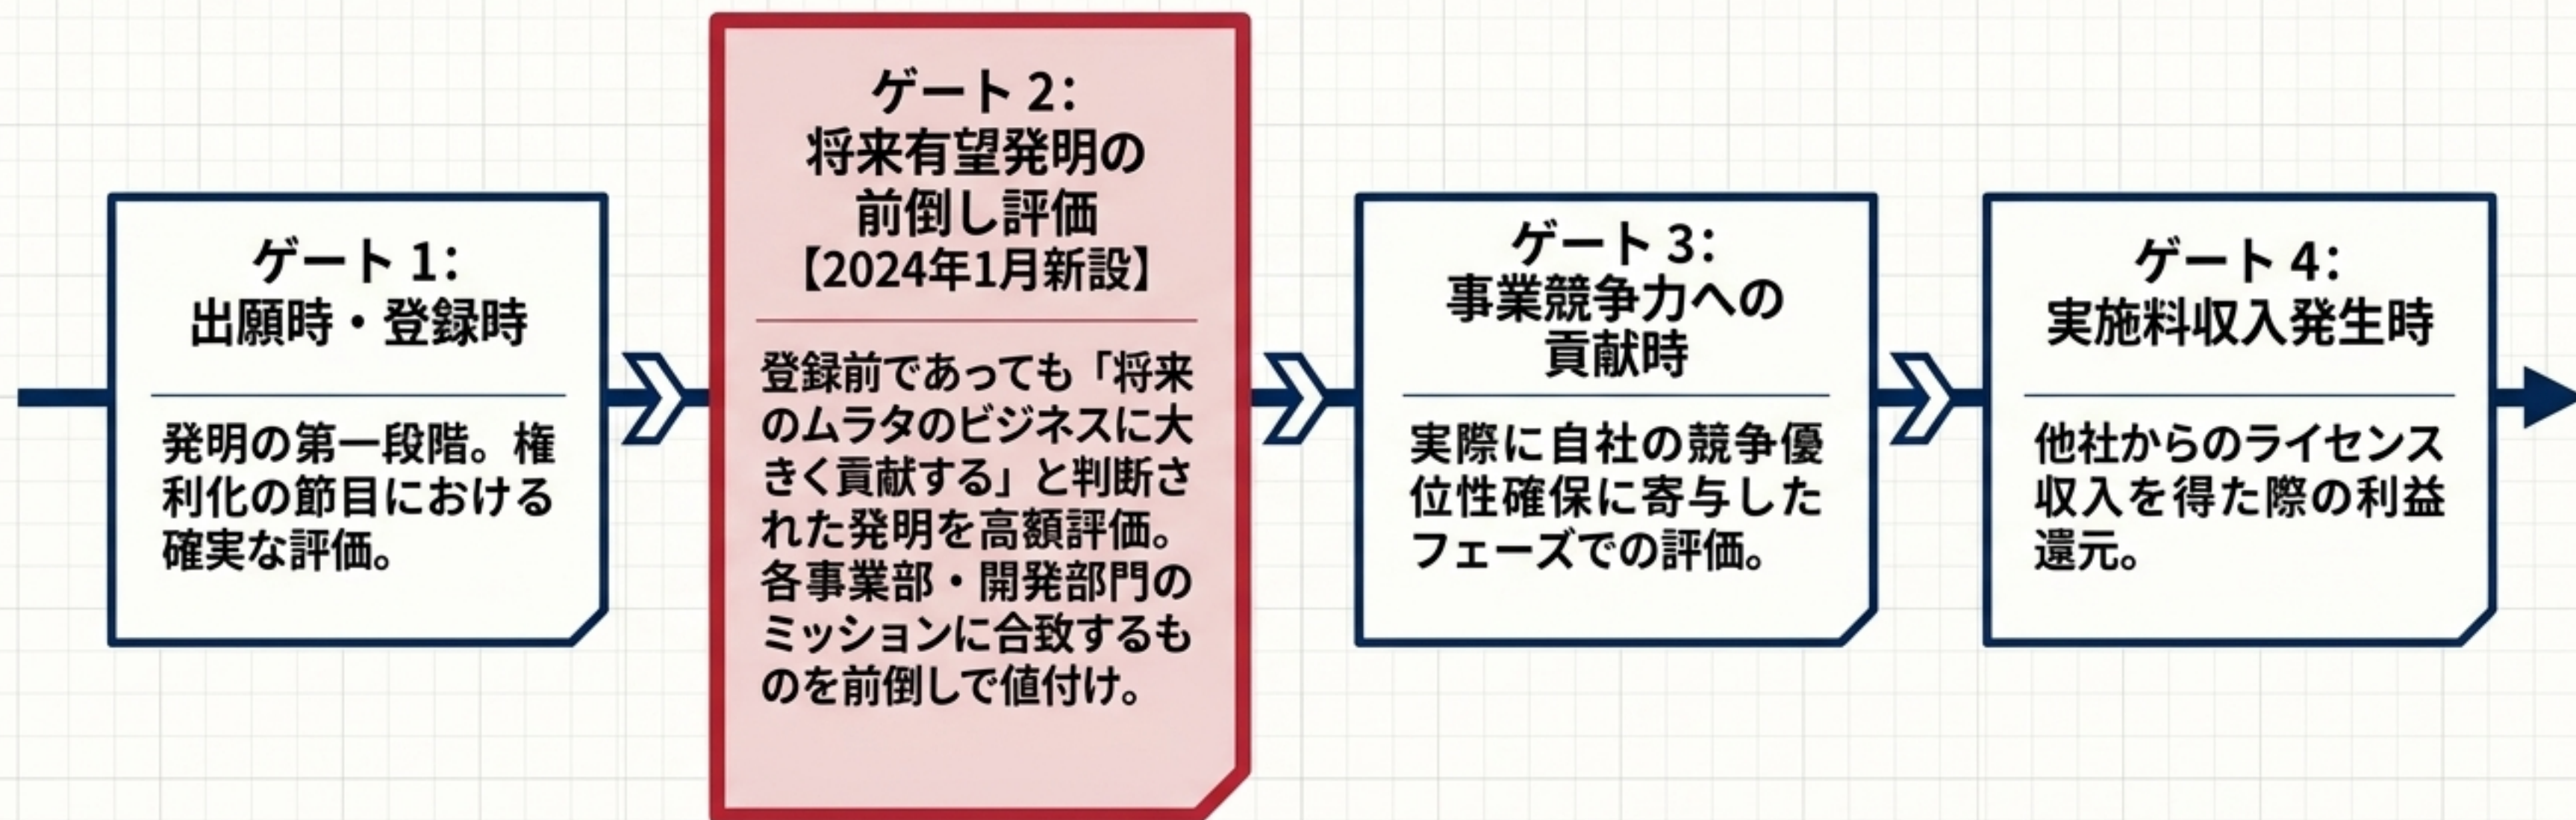 ゲート 1：
出願時・登録時
発明の第一段階。権
利化の節目における
確実な評価。
ゲート 2：
将来有望発明の
前倒し評価
【2024年1月新設】
登録前であっても「将来
のムラタのビジネスに大
きく貢献する」と判断さ
れた発明を高額評価。
各事業部・開発部門の
ミッションに合致するも
のを前倒しで値付け。
ゲート 3：
事業競争力への
貢献時
実際に自社の競争優
位性確保に寄与した
フェーズでの評価。
ゲート 4：
実施料収入発生時
他社からのライセンス
収入を得た際の利益
還元。